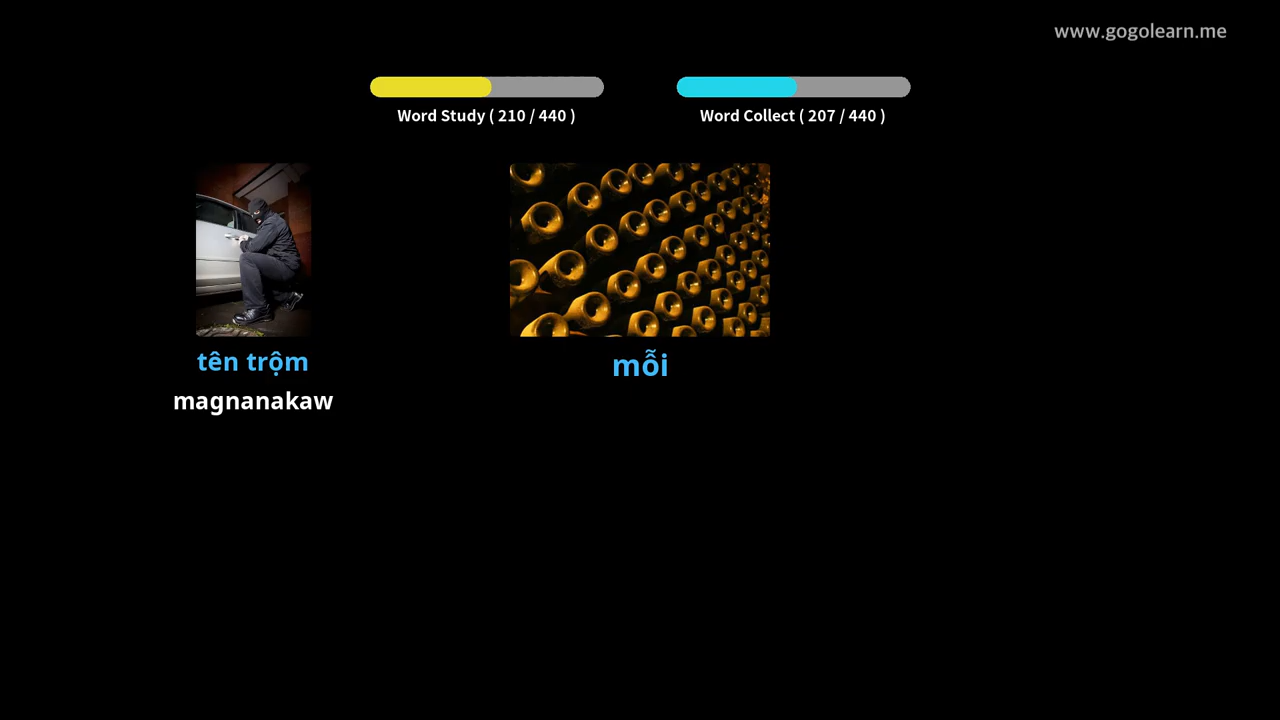 www.gogolearn.me
Word Study ( 210 / 440 )
Word Collect ( 207 / 440 )
tên trộm
magnanakaw
mỗi